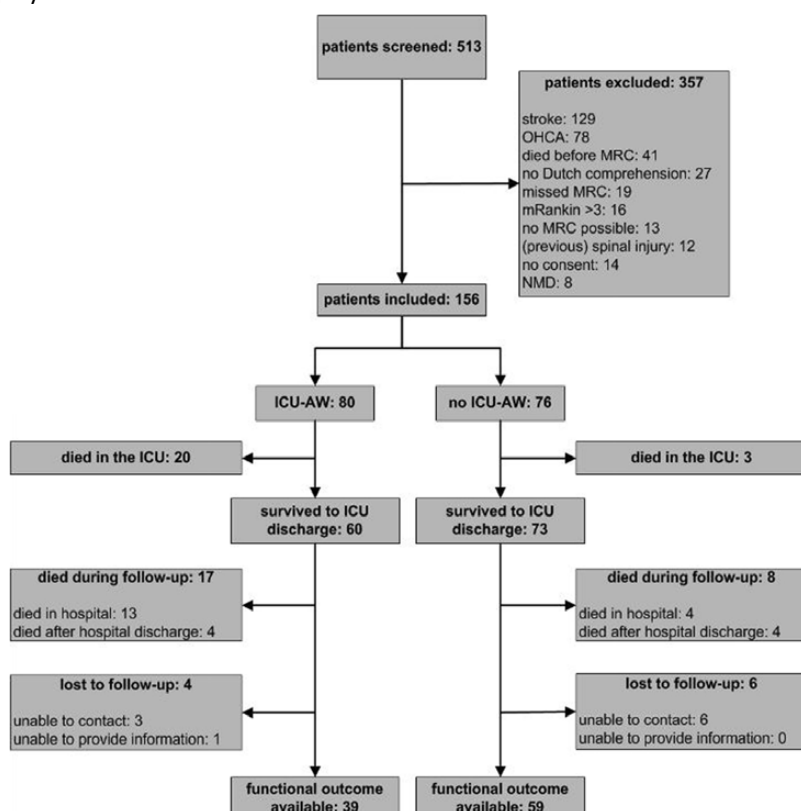 patients screened: 513
patients excluded: 357
stroke: 129
OHCA: 78
died before MRC: 41
no Dutch comprehension: 27
missed MRC: 19
mRankin >3: 16
no MRC possible: 13
(previous) spinal injury: 12
no consent: 14
NMD: 8
patients included: 156
ICU-AW: 80
no ICU-AW: 76
died in the ICU: 20
died in the ICU: 3
survived to ICU
discharge: 60
survived to ICU
discharge: 73
died during follow-up: 17
died in hospital: 13
died after hospital discharge: 4
died during follow-up: 8
died in hospital: 4
died after hospital discharge: 4
lost to follow-up: 4
unable to contact: 3
unable to provide information: 1
lost to follow-up: 6
unable to contact: 6
unable to provide information: 0
functional outcome
available: 39
functional outcome
available: 59